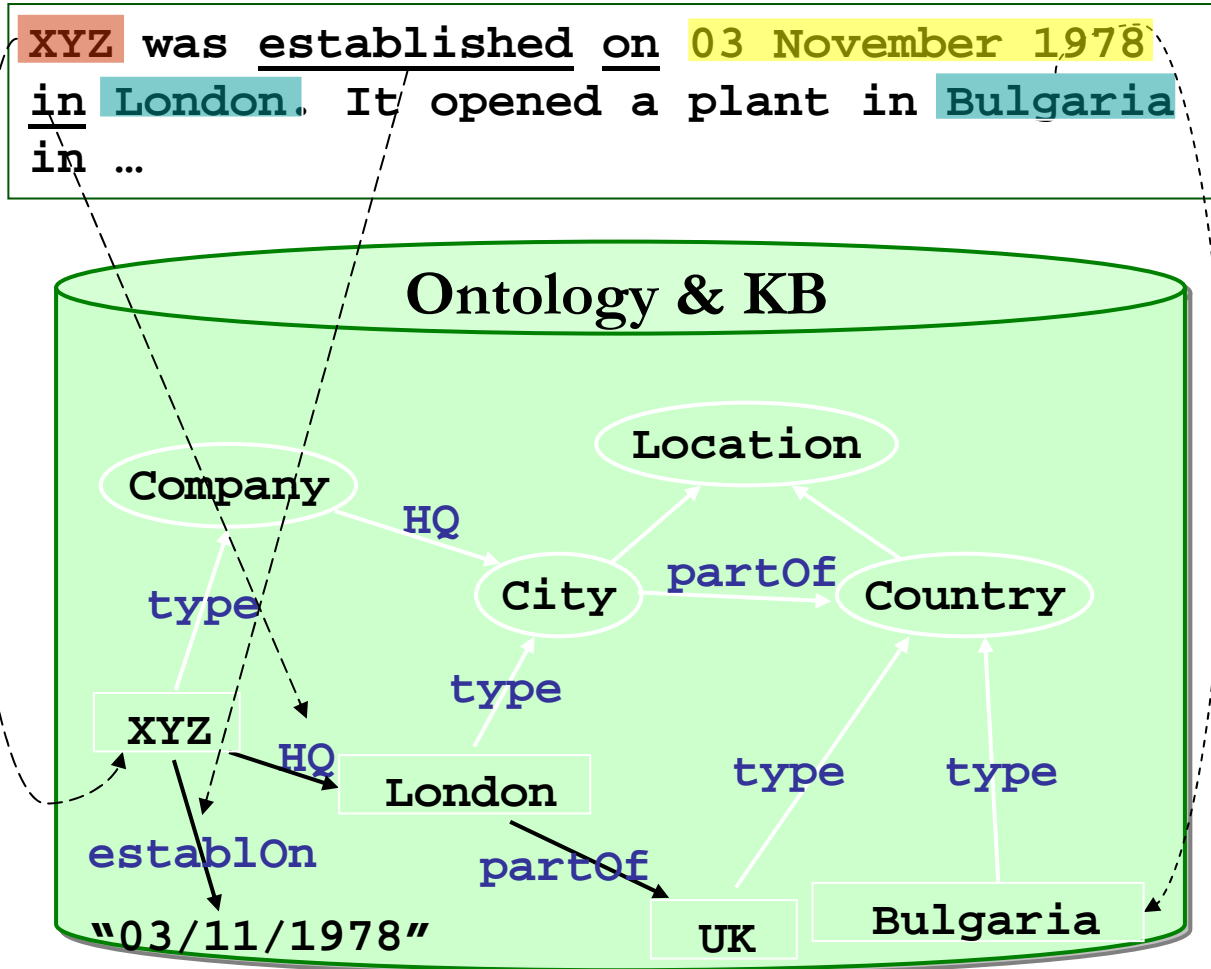 XYZ was established on 03 November 1978
in London. It opened a plant in Bulgaria
in …
Ontology & KB
Location
Company
HQ
City
partOf
Country
type
type
XYZ
HQ
London
type
type
establOn
partOf
“03/11/1978”
UK
Bulgaria